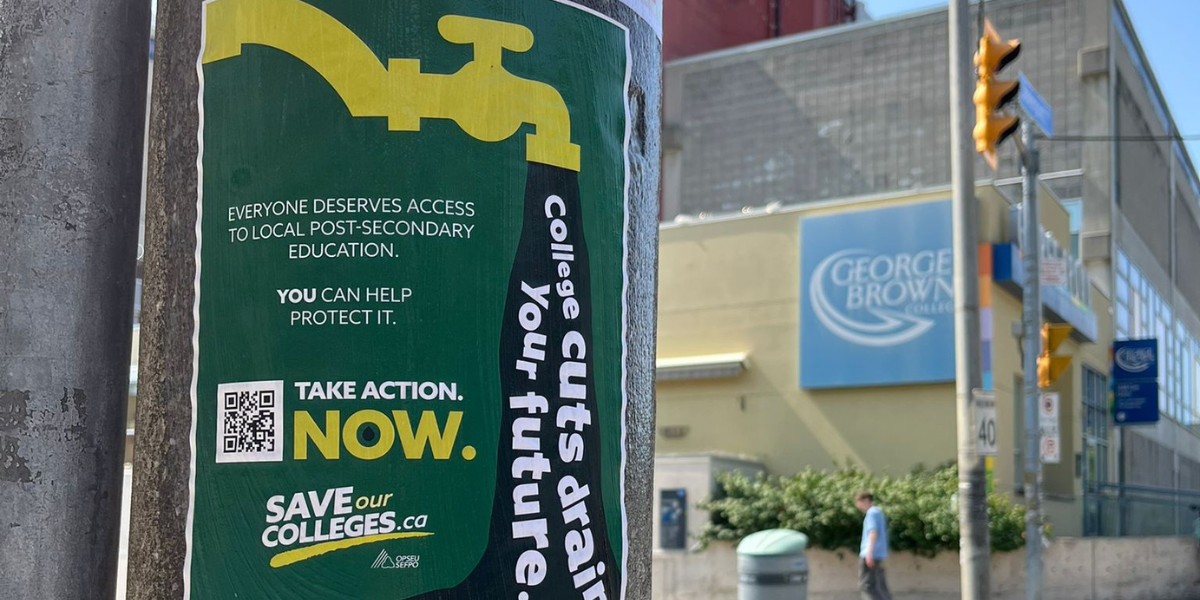 EVERYONE DESERVES ACCESS
TO LOCAL POST-SECONDARY
EDUCATION.
YOU CAN HELP
PROTECT IT.
TAKE ACTION.
NOW.
SAVE our
COLLEGES.ca
OPSEU
SEFPO
College cuts drain
Your future.
GEORGE
BROWN
COLLEGE
40